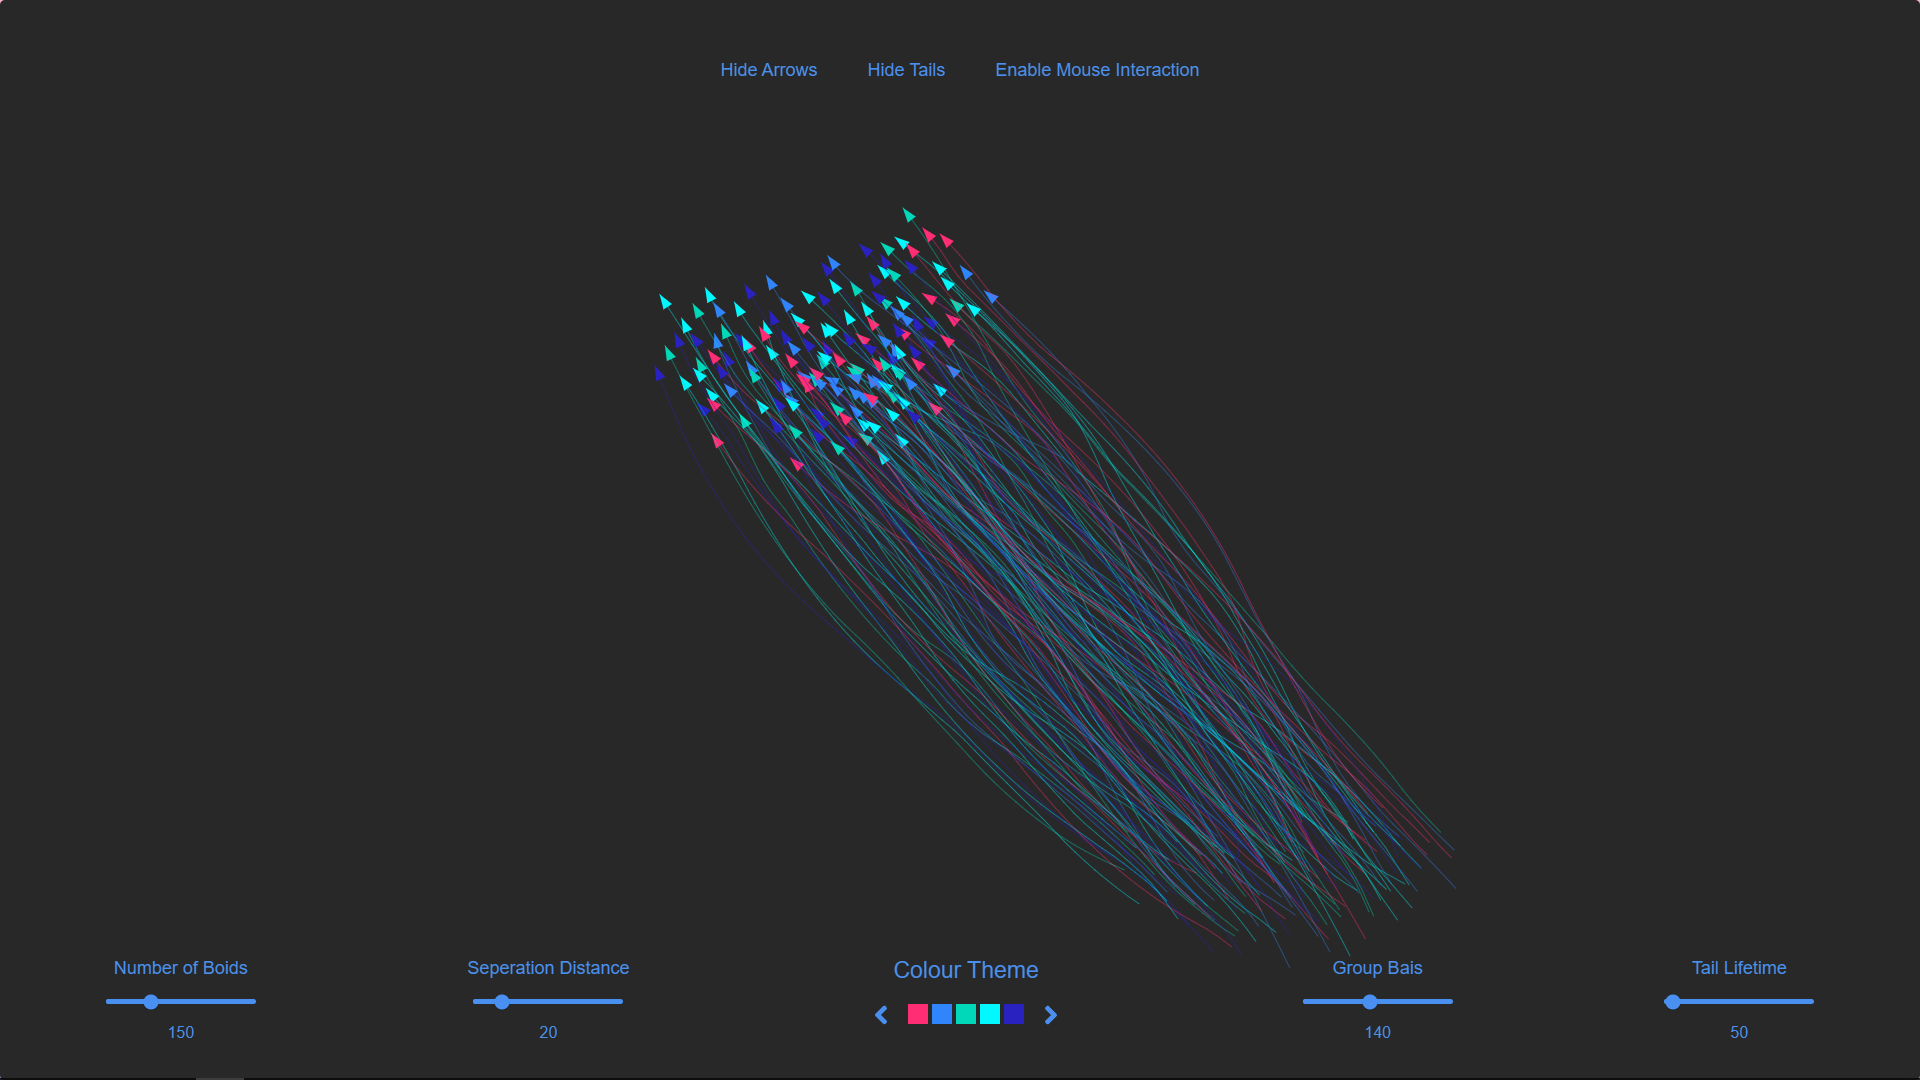 Hide Arrows Hide Tails Enable Mouse Interaction
Number of Boids Seperation Distance Colour Theme Group Bais Tail Lifetime
150 20 140 50